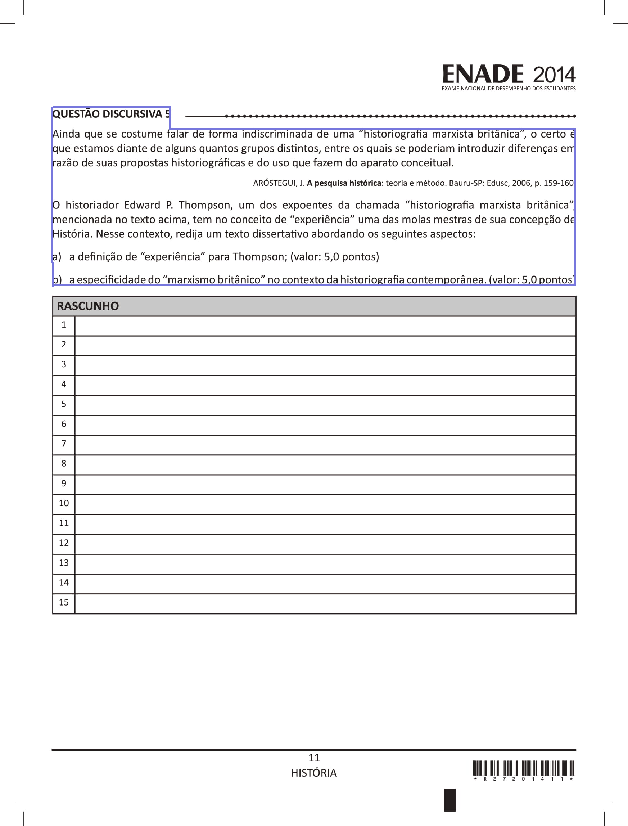 ENADE 2014
EXAME NACIONAL DE DESEMPENHO DOS ESTUDANTES
QUESTÃO DISCURSIVA 5
Ainda que se costume falar de forma indiscriminada de uma “historiografia marxista britânica”, o certo é
que estamos diante de alguns quantos grupos distintos, entre os quais se poderiam introduzir diferenças em
razão de suas propostas historiográficas e do uso que fazem do aparato conceitual.
ARÓSTEGUI, J. A pesquisa histórica: teoria e método. Bauru-SP: Edusc, 2006, p. 159-160
O historiador Edward P. Thompson, um dos expoentes da chamada “historiografia marxista britânica”
mencionada no texto acima, tem no conceito de “experiência” uma das molas mestras de sua concepção de
História. Nesse contexto, redija um texto dissertativo abordando os seguintes aspectos:
a) a definição de “experiência” para Thompson; (valor: 5,0 pontos)
b) a especificidade do “marxismo britânico” no contexto da historiografia contemporânea. (valor: 5,0 pontos)
RASCUNHO
1
2
3
4
5
6
7
8
9
10
11
12
13
14
15
11
HISTÓRIA
*R27201411*